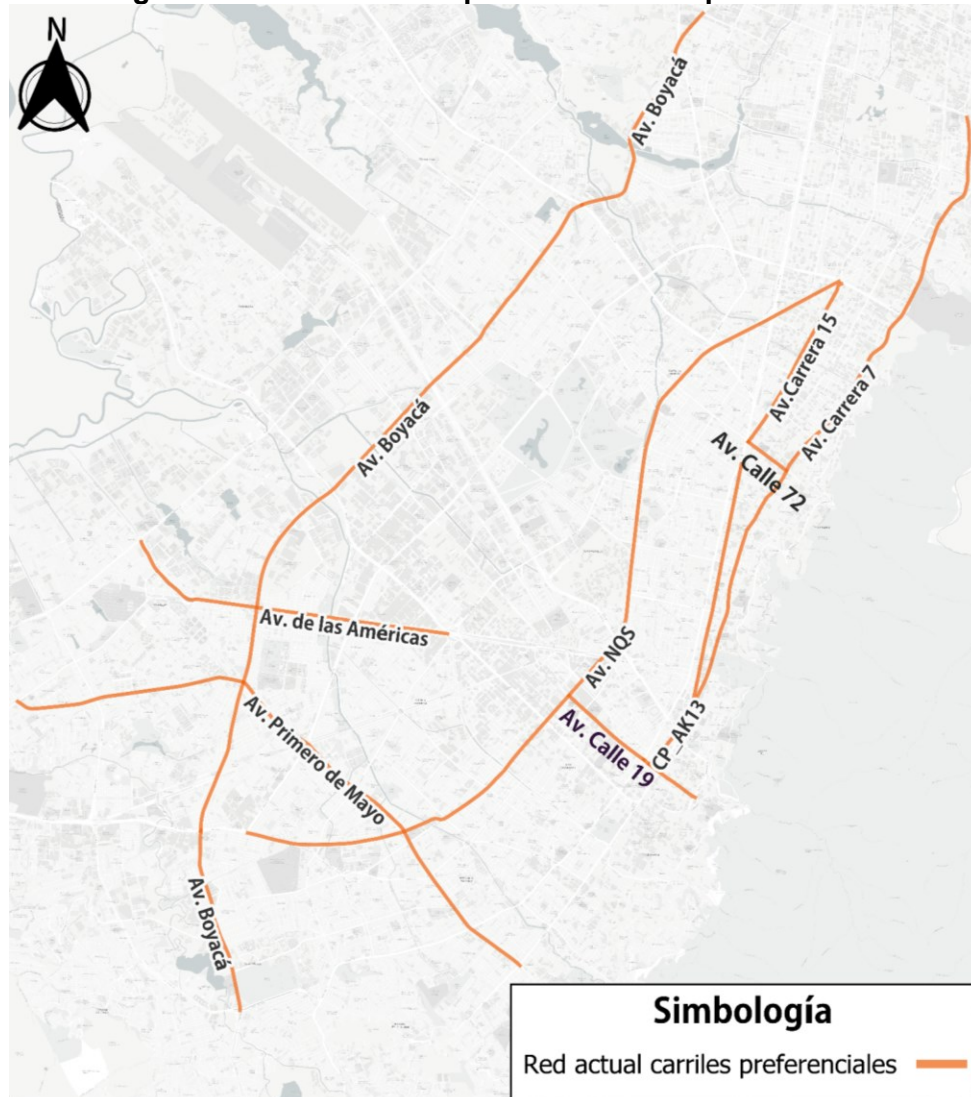 N
Av. Boyacá
Av.Carrera 15
Av. Carrera 7
Av. Boyacá
Av. Calle 72
Av. de las Américas
Av. NQS
CP_AK13
Av. Calle 19
Av. Primero de Mayo
Av. Boyacá
Simbología
Red actual carriles preferenciales